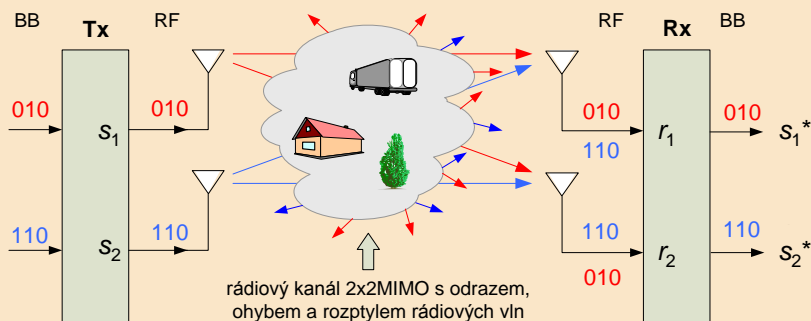 BB Tx RF RF Rx BB
010 010 010 010
s1 110 r1 s1*
110 110 110 110
s2 010 r2 s2*
rádiový kanál 2x2MIMO s odrazem,
ohybem a rozptylem rádiových vln